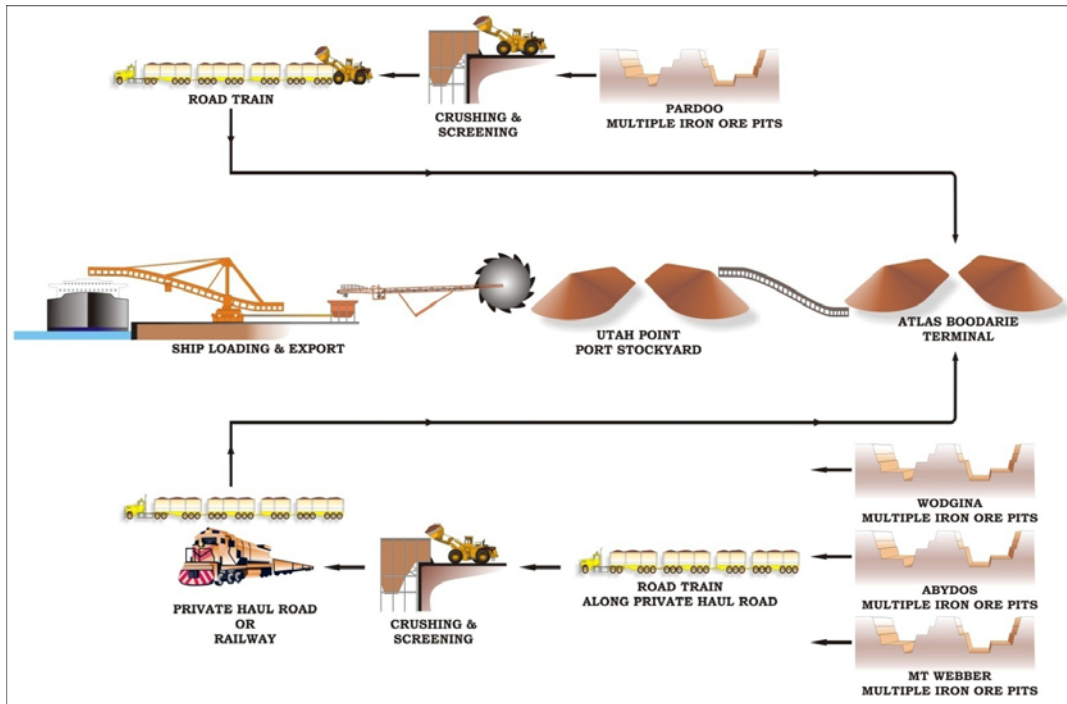 ROAD TRAIN
CRUSHING &
SCREENING
PARDOO
MULTIPLE IRON ORE PITS
SHIP LOADING & EXPORT
UTAH POINT
PORT STOCKYARD
ATLAS BOODARIE
TERMINAL
WODGINA
MULTIPLE IRON ORE PITS
PRIVATE HAUL ROAD
OR
RAILWAY
CRUSHING &
SCREENING
ROAD TRAIN
ALONG PRIVATE HAUL ROAD
ABYDOS
MULTIPLE IRON ORE PITS
MT WEBBER
MULTIPLE IRON ORE PITS